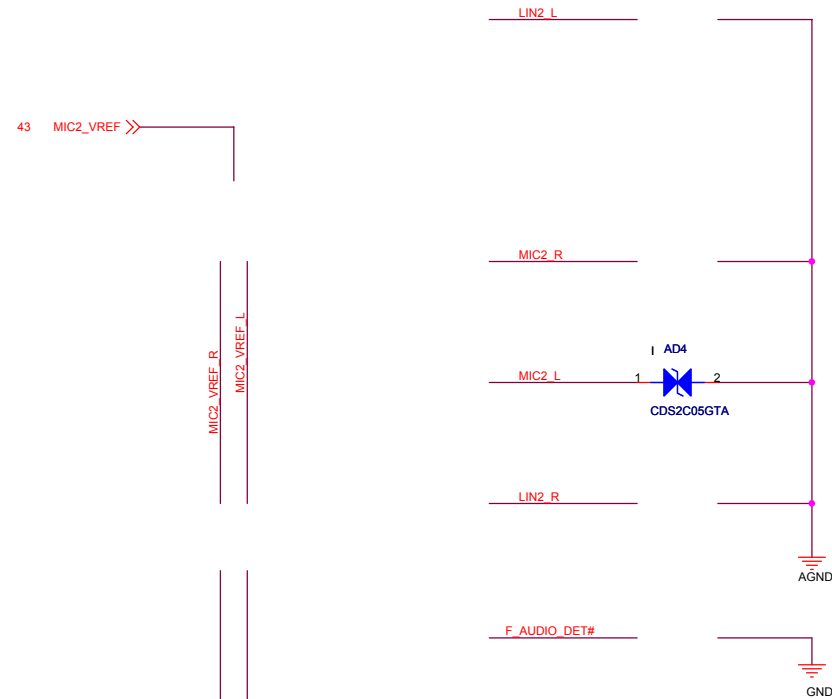 LIN2_L
43 MIC2_VREF
MIC2_R
MIC2_VREF_R
MIC2_VREF_L
I AD4
MIC2_L
1 2
CDS2C05GTA
LIN2_R
AGND
F_AUDIO_DET#
GND